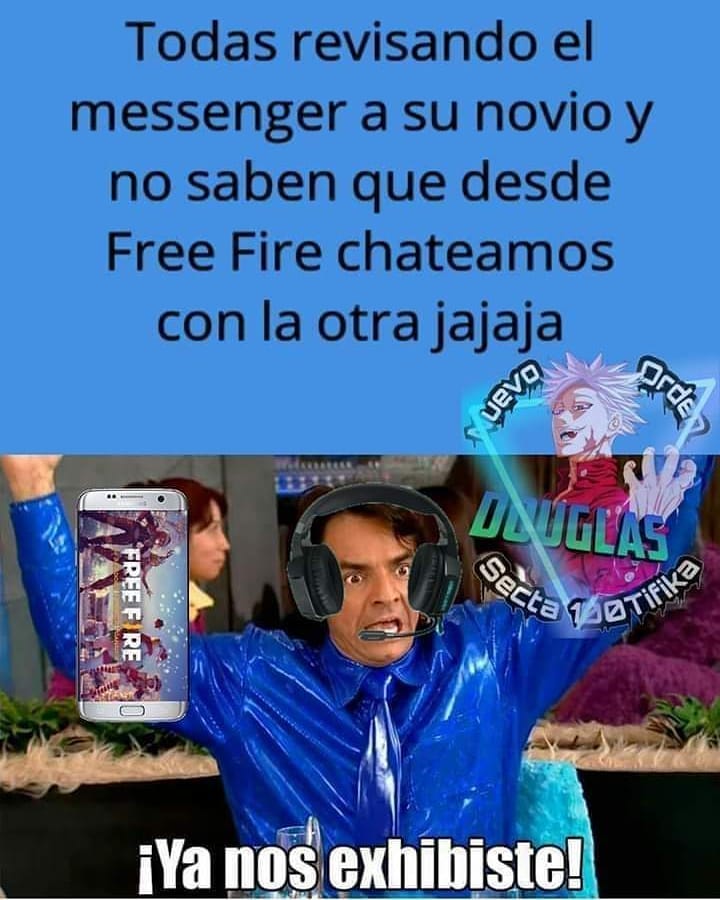 Todas revisando el
messenger a su novio y
no saben que desde
Free Fire chateamos
con la otra jajaja
Nuevo Orden
DOUGLAS
Secta 100Tifika
FREE FIRE
¡Ya nos exhibiste!